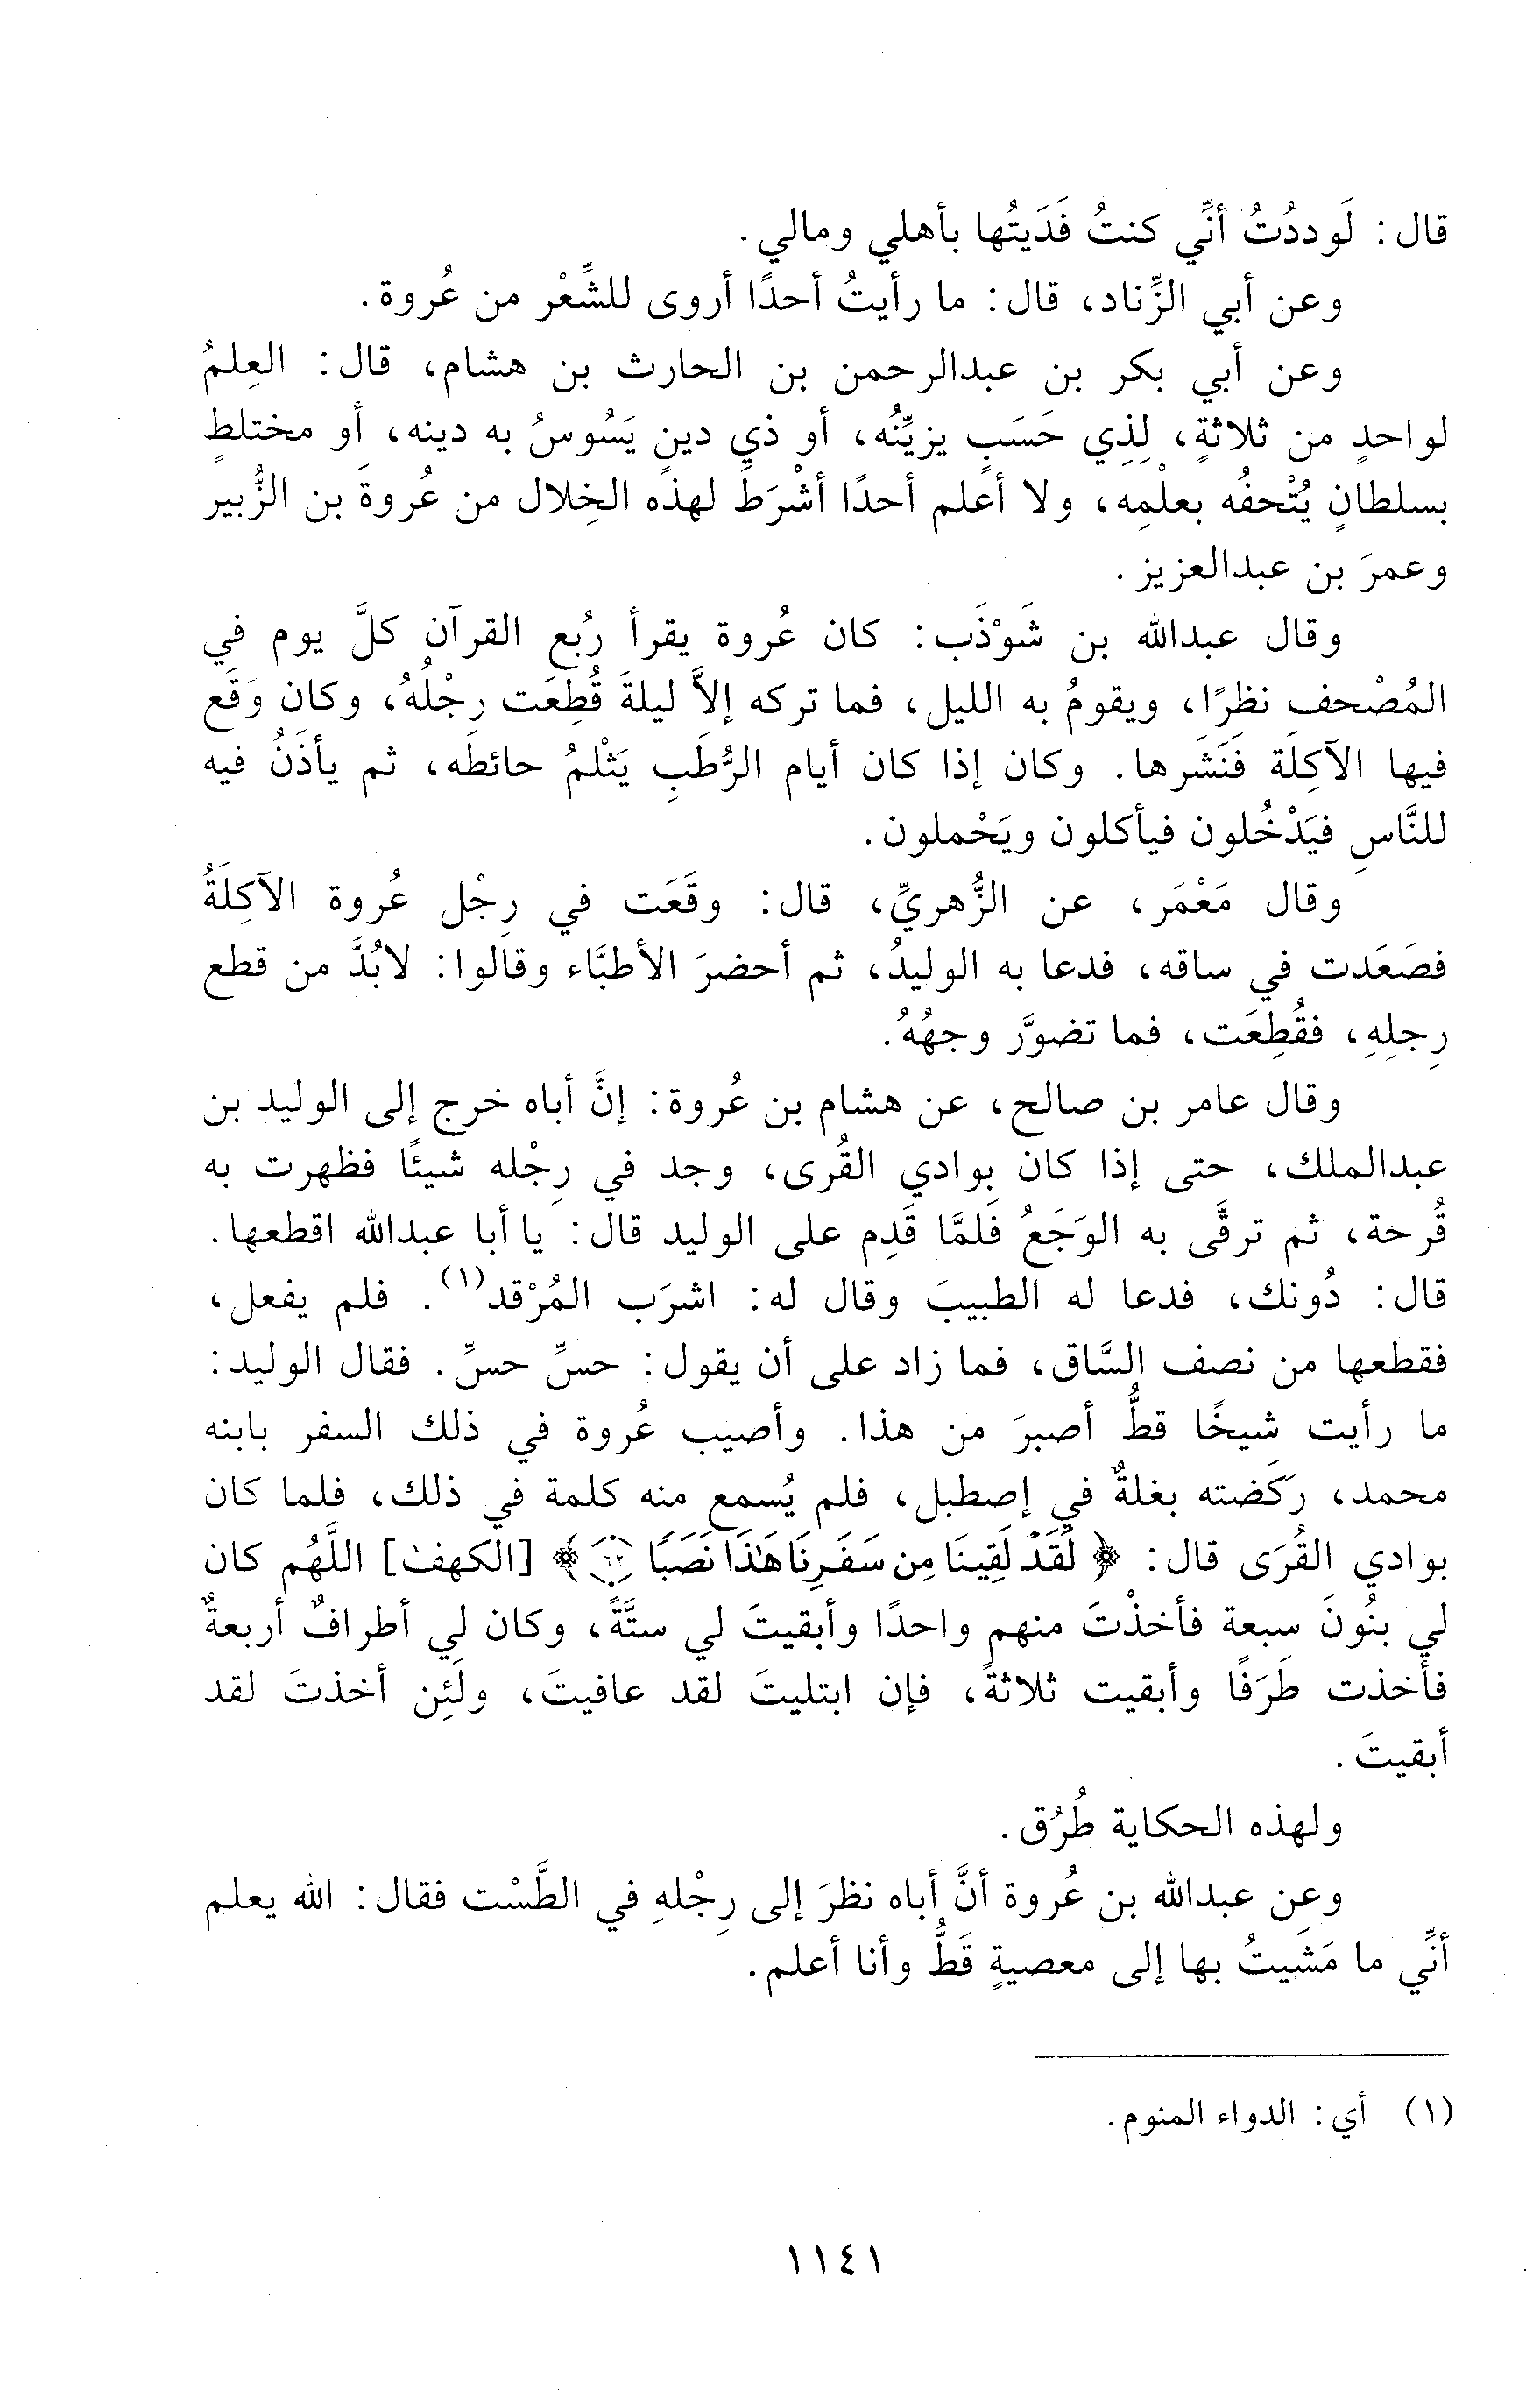 قال: لَوددُتُ أنِّي كنتُ فَدَيتُها بأهلي ومالي.
وعن أبي الزِّناد، قال: ما رأيتُ أحدًا أروى للشِّعْر من عُروة.
وعن أبي بكر بن عبدالرحمن بن الحارث بن هشام، قال: العِلمُ
لواحدٍ من ثلاثةٍ، لِذِي حَسَبٍ يزيِّنُه، أو ذي دينٍ يَسُوسُ به دينه، أو مختلطٍ
بسلطانٍ يُتْحفُه بعلْمِه، ولا أعلم أحدًا أشْرَطَ لهذه الخِلال من عُروةَ بن الزُّبير
وعمرَ بن عبدالعزيز.
وقال عبدالله بن شَوْذَب: كان عُروة يقرأ رُبع القرآن كلَّ يوم في
المُصْحف نظرًا، ويقومُ به الليل، فما تركه إلاَّ ليلةَ قُطِعَت رِجْلُهُ، وكان وَقَع
فيها الآكِلَة فَنَشَرها. وكان إذا كان أيام الرُّطَبِ يَثْلمُ حائطَه، ثم يأذَنُ فيه
للنَّاسِ فيَدْخُلون فيأكلون ويَحْملون.
وقال مَعْمَر، عن الزُّهريِّ، قال: وقَعَت في رِجْل عُروة الآكِلَةُ
فصَعَدت في ساقه، فدعا به الوليدُ، ثم أحضرَ الأطبَّاء وقالوا: لابُدَّ من قطع
رِجلِهِ، فقُطِعَت، فما تضوَّر وجهُهُ.
وقال عامر بن صالح، عن هشام بن عُروة: إنَّ أباه خرج إلى الوليد بن
عبدالملك، حتى إذا كان بوادي القُرى، وجد في رِجْله شيئًا فظهرت به
قُرحة، ثم ترقَّى به الوَجَعُ فَلمَّا قَدِم على الوليد قال: يا أبا عبدالله اقطعها.
قال: دُونك، فدعا له الطبيبَ وقال له: اشرَب المُرْقد(١). فلم يفعل،
فقطعها من نصف السَّاق، فما زاد على أن يقول: حسِّ حسِّ. فقال الوليد:
ما رأيت شيخًا قطُّ أصبرَ من هذا. وأصيب عُروة في ذلك السفر بابنه
محمد، رَكَضته بغلةٌ في إصطبل، فلم يُسمع منه كلمة في ذلك، فلما كان
بوادي القُرَى قال: ﴿لَقَدْ لَقِينَا مِن سَفَرِنَا هَٰذَا نَصَبًا ٦٢﴾ [الكهف] اللَّهُم كان
لي بنُونَ سبعة فأخذْتَ منهم واحدًا وأبقيتَ لي ستَّةً، وكان لي أطرافٌ أربعةٌ
فأخذت طَرَفًا وأبقيت ثلاثةً، فإن ابتليتَ لقد عافيتَ، ولَئِن أخذتَ لقد
أبقيتَ.
ولهذه الحكاية طُرُق.
وعن عبدالله بن عُروة أنَّ أباه نظرَ إلى رِجْلهِ في الطَّسْت فقال: الله يعلم
أنِّي ما مَشَيتُ بها إلى معصيةٍ قَطُّ وأنا أعلم.
(١) أي: الدواء المنوم.
١١٤١